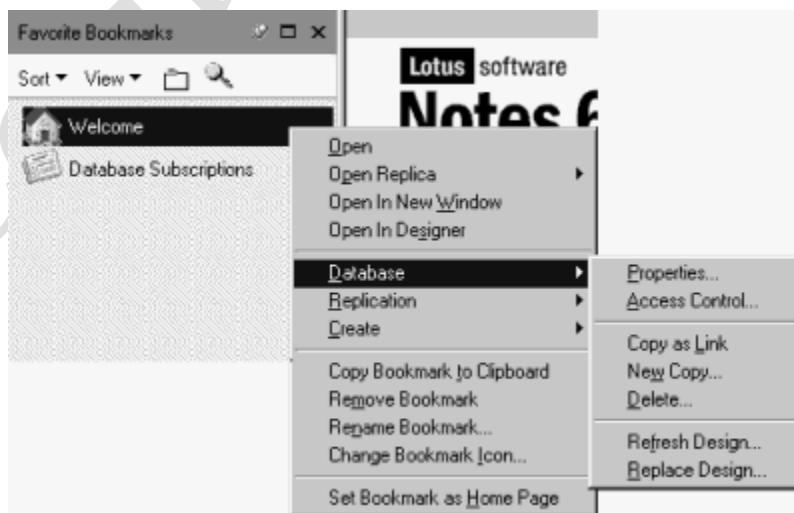 Favorite Bookmarks
Sort View
Welcome
Database Subscriptions
Lotus software
Notes 6
Open
Open Replica
Open In New Window
Open In Designer
Database
Replication
Create
Copy Bookmark to Clipboard
Remove Bookmark
Rename Bookmark...
Change Bookmark Icon...
Set Bookmark as Home Page
Properties...
Access Control...
Copy as Link
New Copy...
Delete...
Refresh Design...
Replace Design...